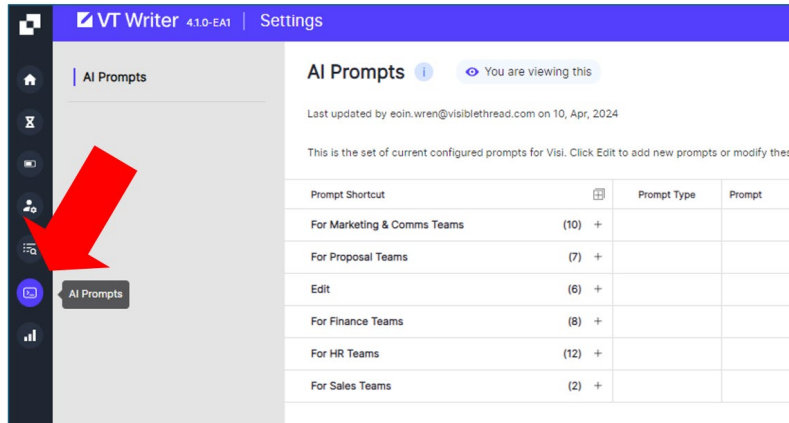 VT Writer 4.1.0-EA1 | Settings
AI Prompts
AI Prompts i You are viewing this
Last updated by eoin.wren@visiblethread.com on 10, Apr, 2024
This is the set of current configured prompts for Visi. Click Edit to add new prompts or modify thes
Prompt Shortcut Prompt Type Prompt
For Marketing & Comms Teams (10) +
For Proposal Teams (7) +
Edit (6) +
For Finance Teams (8) +
For HR Teams (12) +
For Sales Teams (2) +
AI Prompts